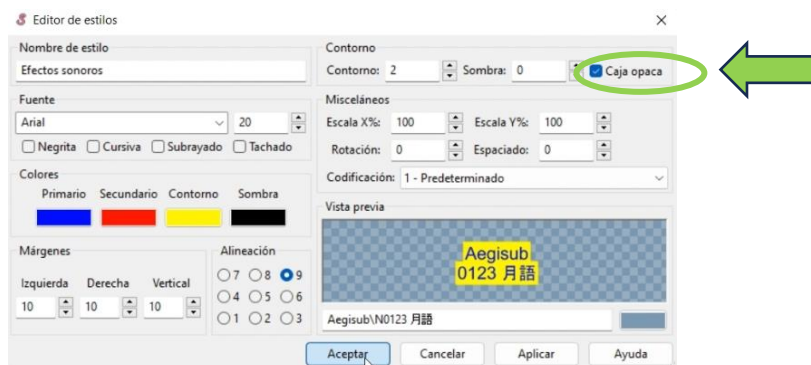 Editor de estilos
Nombre de estilo
Efectos sonoros
Contorno
Contorno: 2 Sombra: 0 Caja opaca
Fuente
Arial 20
Negrita Cursiva Subrayado Tachado
Misceláneos
Escala X%: 100 Escala Y%: 100
Rotación: 0 Espaciado: 0
Codificación: 1 - Predeterminado
Colores
Primario Secundario Contorno Sombra
Vista previa
Aegisub
0123 月語
Márgenes
Izquierda Derecha Vertical
10 10 10
Alineación
7 8 9
4 5 6
1 2 3
Aegisub\N0123 月語
Aceptar Cancelar Aplicar Ayuda